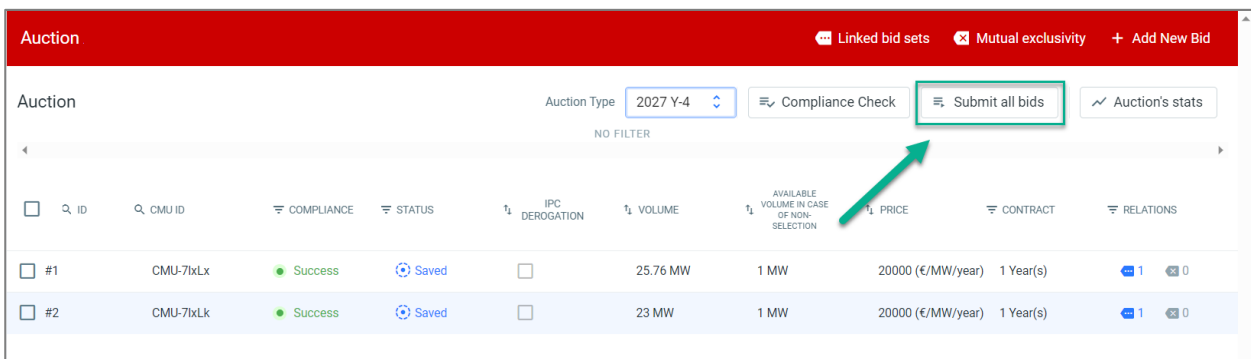 Auction
Linked bid sets
Mutual exclusivity
+ Add New Bid
Auction
Auction Type
2027 Y-4
Compliance Check
Submit all bids
Auction's stats
NO FILTER
ID
CMU ID
COMPLIANCE
STATUS
IPC
DEROGATION
VOLUME
AVAILABLE
VOLUME IN CASE
OF NON-
SELECTION
PRICE
CONTRACT
RELATIONS
#1 CMU-7lxLx Success Saved 25.76 MW 1 MW 20000 (€/MW/year) 1 Year(s) 1 0
#2 CMU-7lxLk Success Saved 23 MW 1 MW 20000 (€/MW/year) 1 Year(s) 1 0